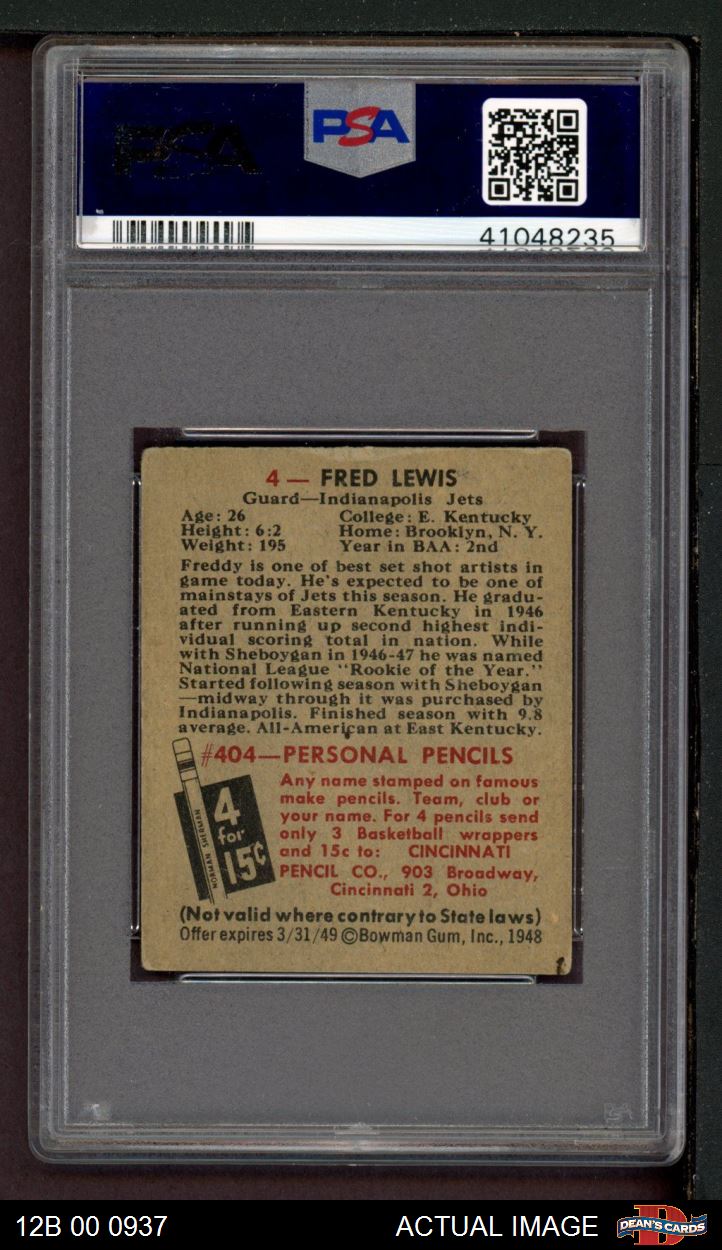 PSA
PSA
41048235
4 — FRED LEWIS
Guard—Indianapolis Jets
Age: 26 College: E. Kentucky
Height: 6:2 Home: Brooklyn, N. Y.
Weight: 195 Year in BAA: 2nd
Freddy is one of best set shot artists in
game today. He's expected to be one of
mainstays of Jets this season. He gradu-
ated from Eastern Kentucky in 1946
after running up second highest indi-
vidual scoring total in nation. While
with Sheboygan in 1946-47 he was named
National League "Rookie of the Year."
Started following season with Sheboygan
—midway through it was purchased by
Indianapolis. Finished season with 9.8
average. All-American at East Kentucky.
#404—PERSONAL PENCILS
NORMAN SHERMAN
4
for
15¢
Any name stamped on famous
make pencils. Team, club or
your name. For 4 pencils send
only 3 Basketball wrappers
and 15c to: CINCINNATI
PENCIL CO., 903 Broadway,
Cincinnati 2, Ohio
(Not valid where contrary to State laws)
Offer expires 3/31/49 ©Bowman Gum, Inc., 1948
PSA
12B 00 0937
ACTUAL IMAGE
D
DEAN'S CARDS